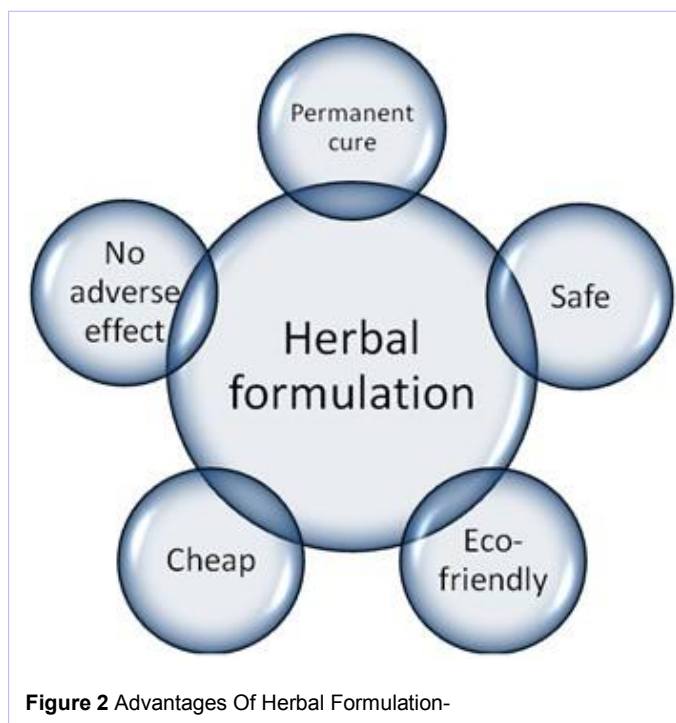 Permanent
cure
No
adverse
effect
Safe
Herbal
formulation
Cheap
Eco-
friendly
Figure 2 Advantages Of Herbal Formulation-